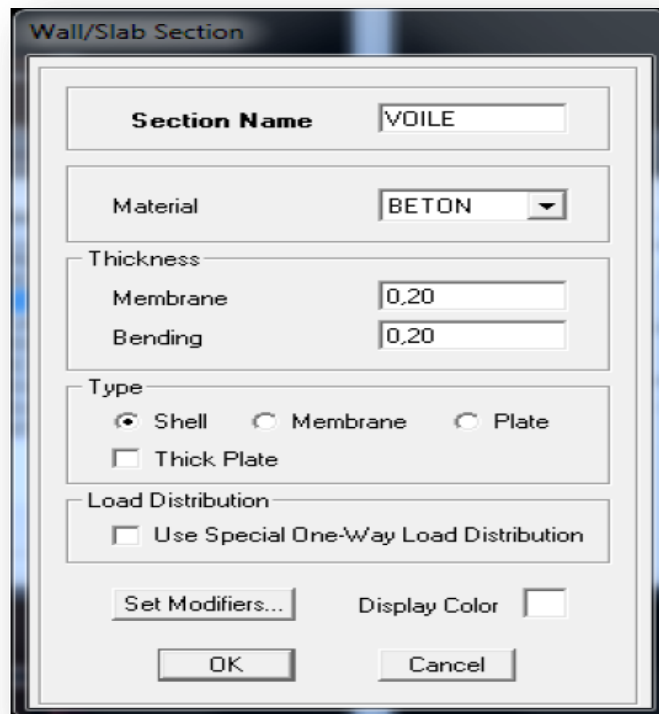 Wall/Slab Section
Section Name VOILE
Material BETON
Thickness
Membrane 0,20
Bending 0,20
Type
Shell Membrane Plate
Thick Plate
Load Distribution
Use Special One-Way Load Distribution
Set Modifiers... Display Color
OK Cancel